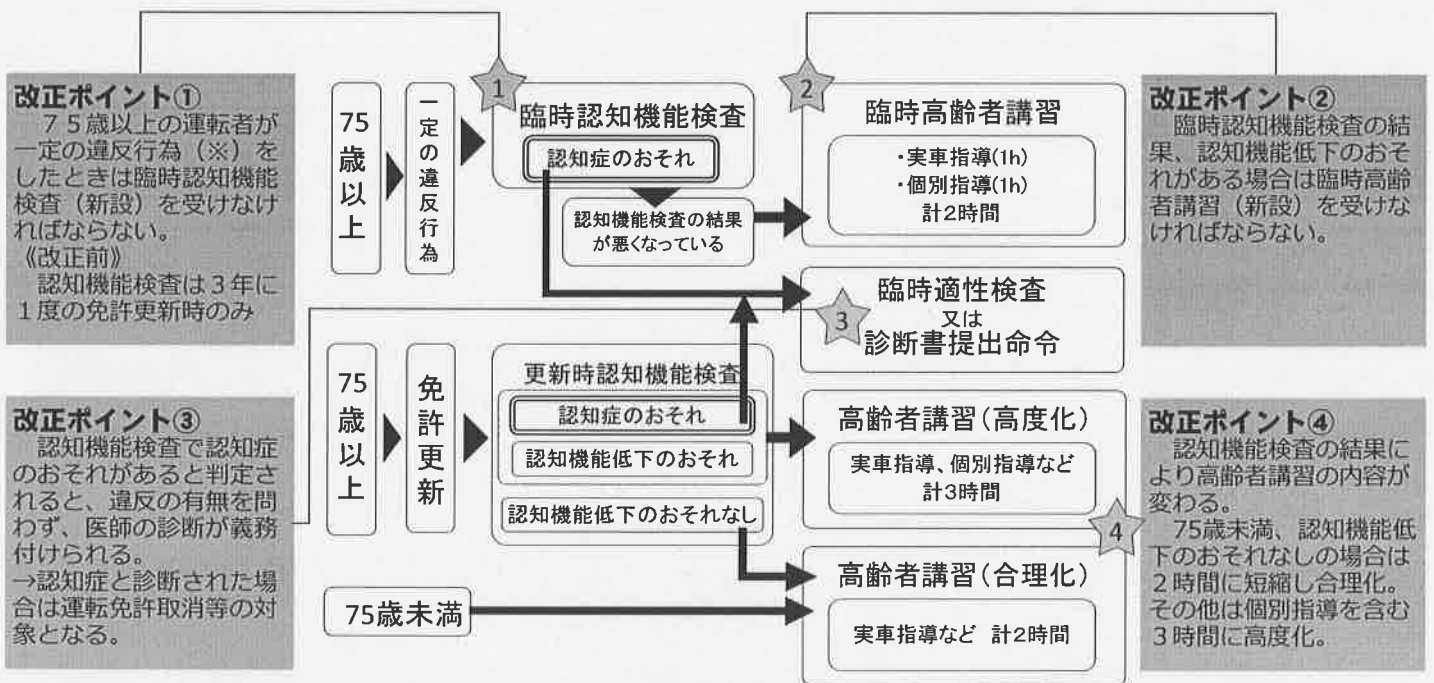 改正ポイント①
75歳以上の運転者が
一定の違反行為（※）を
したときは臨時認知機能
検査（新設）を受けなけ
ればならない。
《改正前》
認知機能検査は３年に
１度の免許更新時のみ
75歳以上
一定の違反行為
1
臨時認知機能検査
認知症のおそれ
認知機能検査の結果
が悪くなっている
2
臨時高齢者講習
・実車指導(1h)
・個別指導(1h)
計２時間
改正ポイント②
臨時認知機能検査の結
果、認知機能低下のおそ
れがある場合は臨時高齢
者講習（新設）を受けな
ければならない。
3
臨時適性検査
又は
診断書提出命令
改正ポイント③
認知機能検査で認知症
のおそれがあると判定さ
れると、違反の有無を問
わず、医師の診断が義務
付けられる。
→認知症と診断された場
合は運転免許取消等の対
象となる。
75歳以上
免許更新
更新時認知機能検査
認知症のおそれ
認知機能低下のおそれ
認知機能低下のおそれなし
75歳未満
高齢者講習(高度化)
実車指導、個別指導など
計3時間
4
高齢者講習(合理化)
実車指導など 計２時間
改正ポイント④
認知機能検査の結果に
より高齢者講習の内容が
変わる。
75歳未満、認知機能低
下のおそれなしの場合は
２時間に短縮し合理化。
その他は個別指導を含む
３時間に高度化。